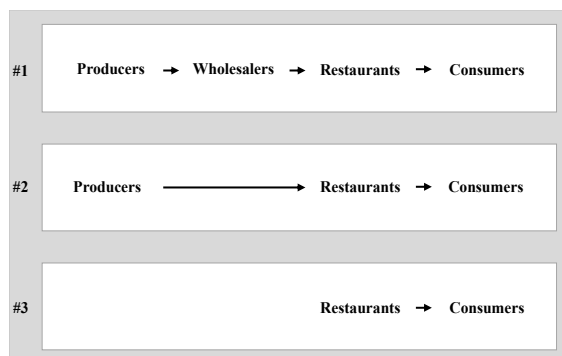 #1 Producers → Wholesalers → Restaurants → Consumers
#2 Producers → Restaurants → Consumers
#3 Restaurants → Consumers